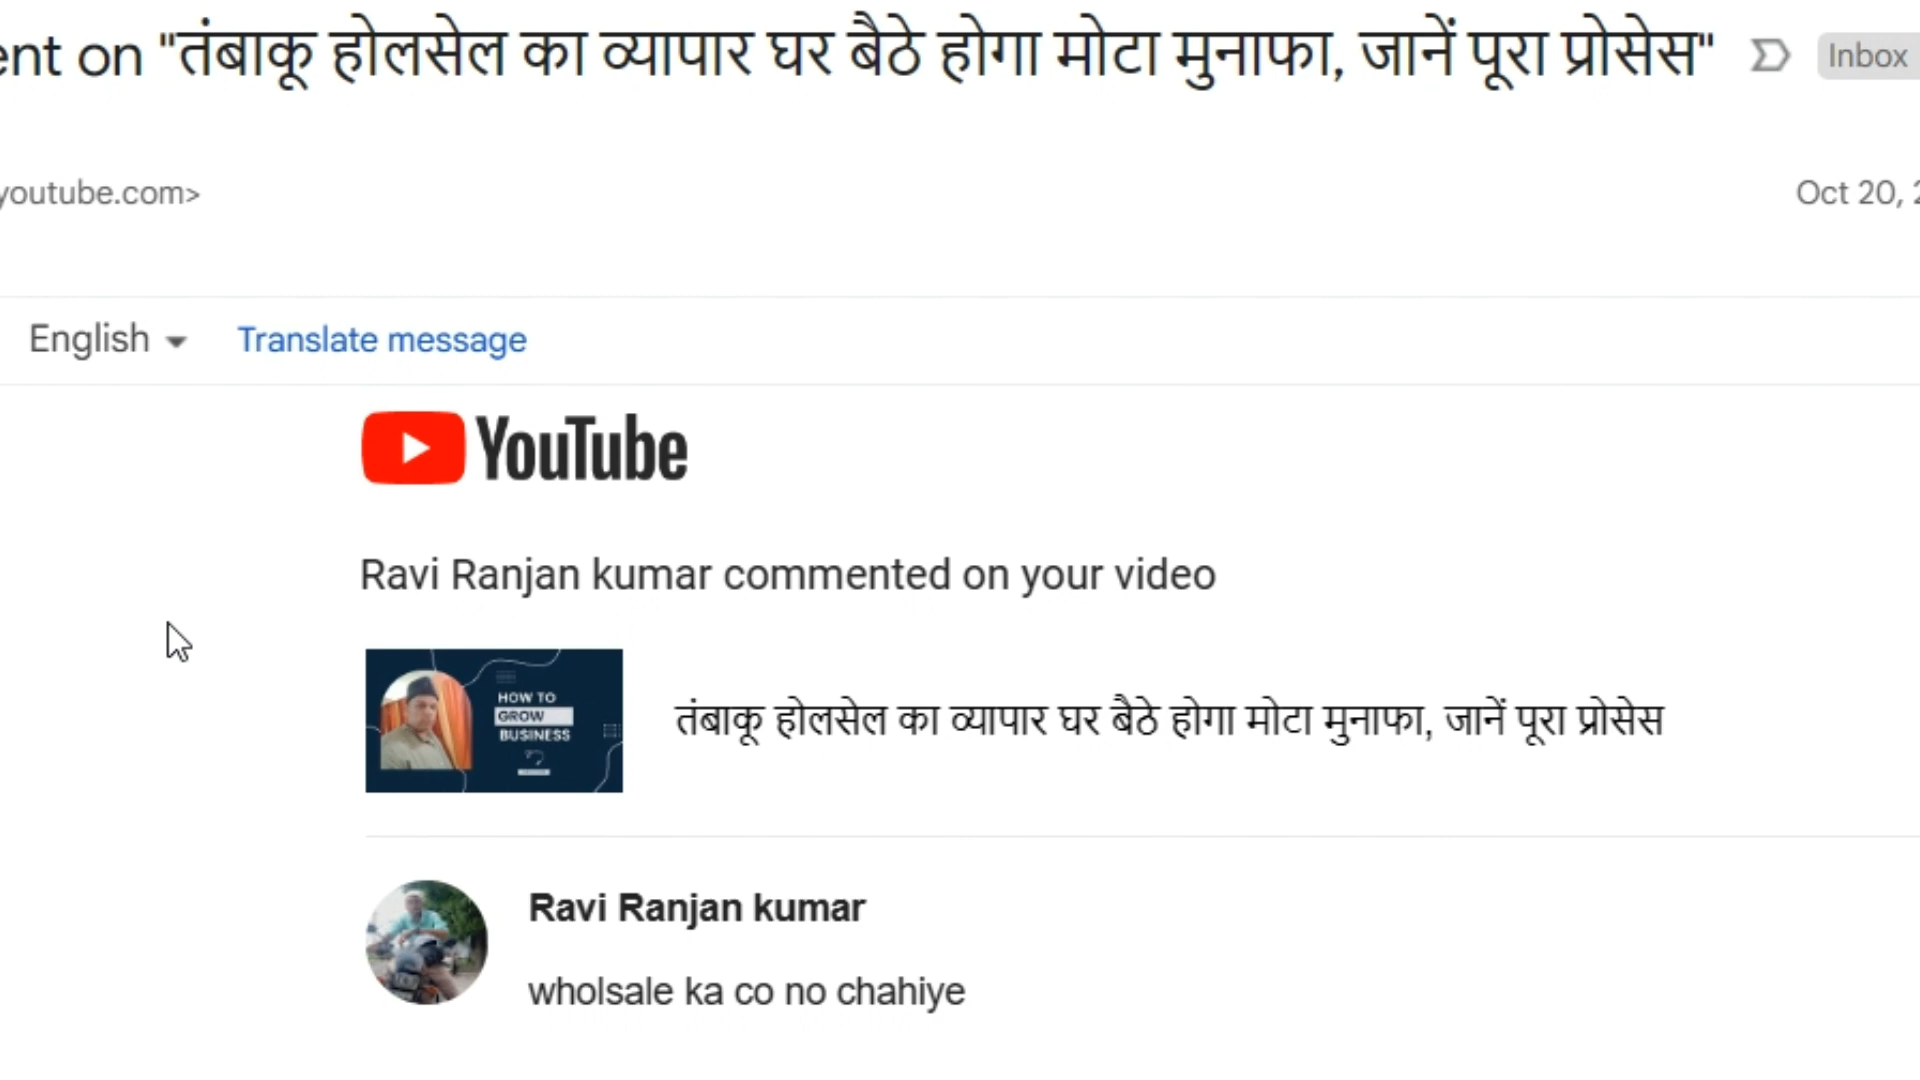 ent on "तंबाकू होलसेल का व्यापार घर बैठे होगा मोटा मुनाफा, जानें पूरा प्रोसेस" Inbox
youtube.com>
Oct 20,
English
Translate message
YouTube
Ravi Ranjan kumar commented on your video
HOW TO
GROW
BUSINESS
तंबाकू होलसेल का व्यापार घर बैठे होगा मोटा मुनाफा, जानें पूरा प्रोसेस
Ravi Ranjan kumar
wholsale ka co no chahiye